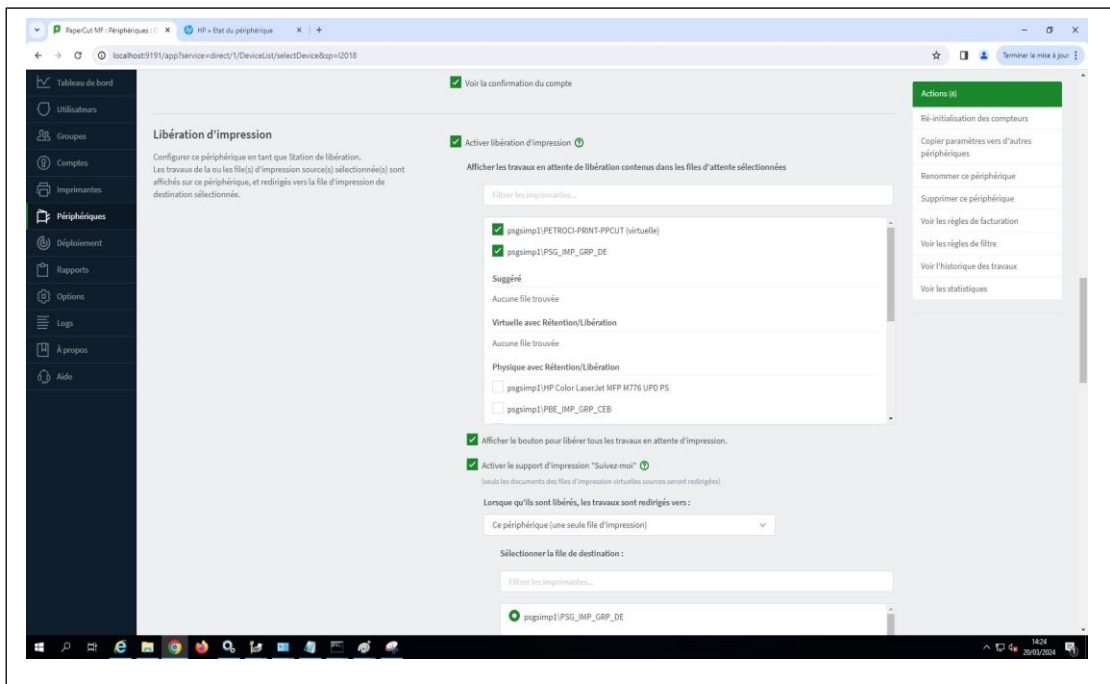 PaperCut MF : Périphériques : D
HP – Etat du périphérique
localhost:9191/app?service=direct/1/DeviceList/selectDevice&sp=l2018
Terminer la mise à jour
Tableau de bord
Utilisateurs
Groupes
Comptes
Imprimantes
Périphériques
Déploiement
Rapports
Options
Logs
À propos
Aide
Voir la confirmation du compte
Libération d'impression
Configurer ce périphérique en tant que Station de libération.
Les travaux de la ou les file(s) d'impression source(s) sélectionnée(s) sont
affichés sur ce périphérique, et redirigés vers la file d'impression de
destination sélectionnée.
Activer libération d'impression
Afficher les travaux en attente de libération contenus dans les files d'attente sélectionnées
Filtrer les imprimantes...
psgsimp1\PETROCI-PRINT-PPCUT (virtuelle)
psgsimp1\PSG_IMP_GRP_DE
Suggéré
Aucune file trouvée
Virtuelle avec Rétention/Libération
Aucune file trouvée
Physique avec Rétention/Libération
psgsimp1\HP Color LaserJet MFP M776 UPD PS
psgsimp1\PBE_IMP_GRP_CEB
Afficher le bouton pour libérer tous les travaux en attente d'impression.
Activer le support d'impression "Suivez-moi"
(seuls les documents des files d'impression virtuelles sources seront redirigées)
Lorsque qu'ils sont libérés, les travaux sont redirigés vers :
Ce périphérique (une seule file d'impression)
Sélectionner la file de destination :
Filtrer les imprimantes...
psgsimp1\PSG_IMP_GRP_DE
Actions (8)
Ré-initialisation des compteurs
Copier paramètres vers d'autres
périphériques
Renommer ce périphérique
Supprimer ce périphérique
Voir les règles de facturation
Voir les règles de filtre
Voir l'historique des travaux
Voir les statistiques
14:24
20/03/2024